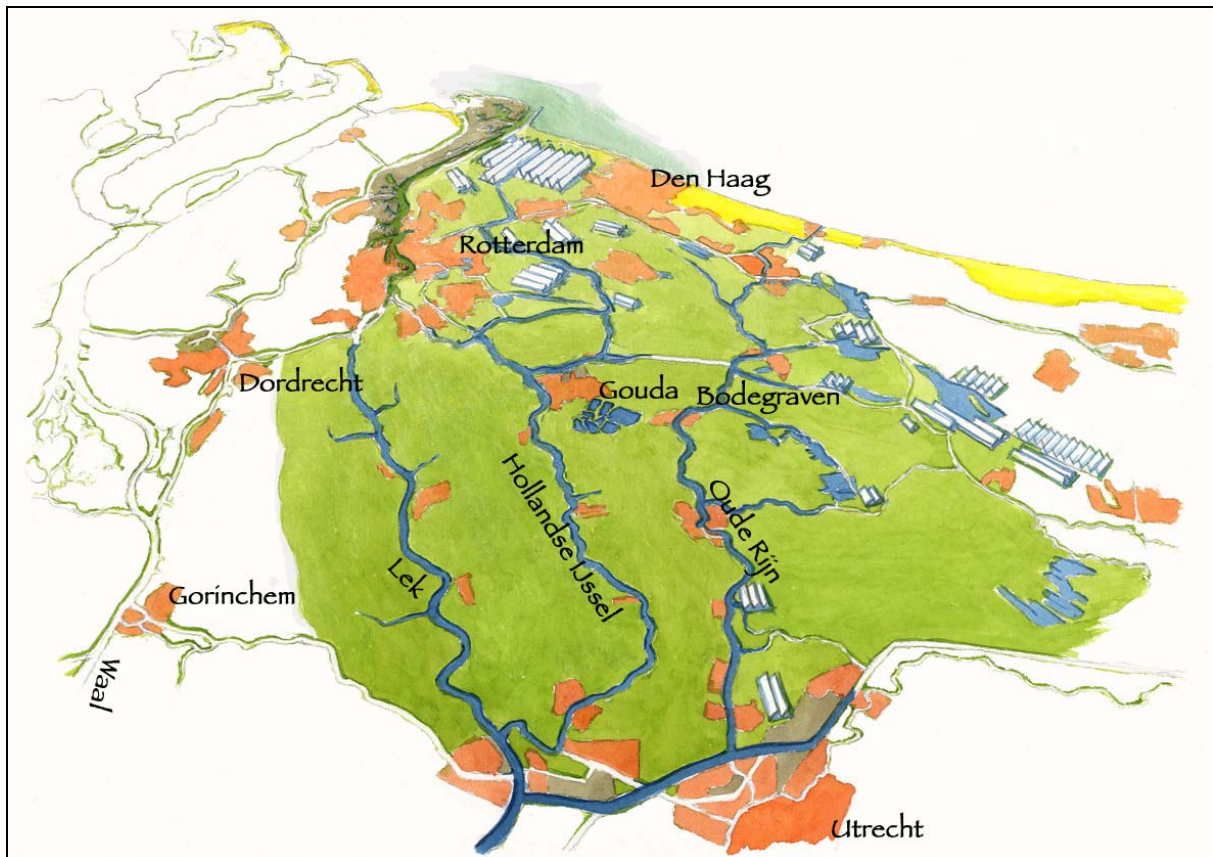 Den Haag
Rotterdam
Dordrecht
Gouda
Bodegraven
Hollandse IJssel
Oude Rijn
Lek
Gorinchem
Waal
Utrecht